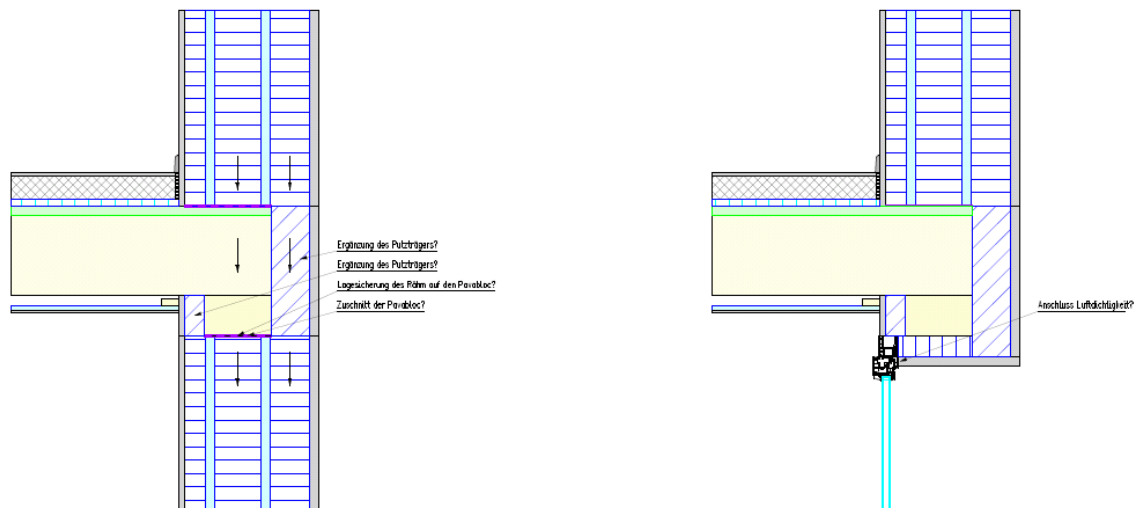 Ergänzung des Putzträgers?
Ergänzung des Putzträgers?
Lagesicherung des Rähm auf den Pavabloc?
Zuschnitt der Pavabloc?
Anschluss Luftdichtigkeit?